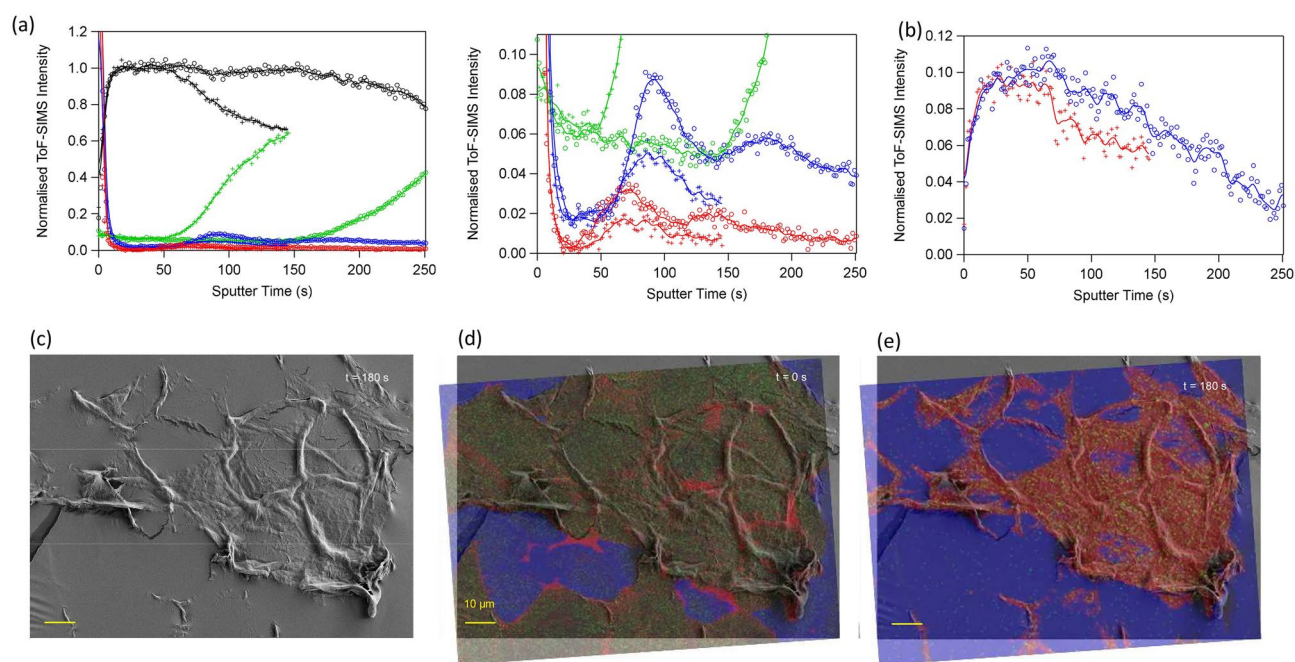 (a)
1.2
1.0
0.8
0.6
0.4
0.2
0.0
0 50 100 150 200 250
Sputter Time (s)
Normalised ToF-SIMS Intensity
0.10
0.08
0.06
0.04
0.02
0.00
0 50 100 150 200 250
Sputter Time (s)
Normalised ToF-SIMS Intensity
(b)
0.12
0.10
0.08
0.06
0.04
0.02
0.00
0 50 100 150 200 250
Sputter Time (s)
Normalised ToF-SIMS Intensity
(c)
t = 180 s
(d)
t = 0 s
10 µm
(e)
t = 180 s